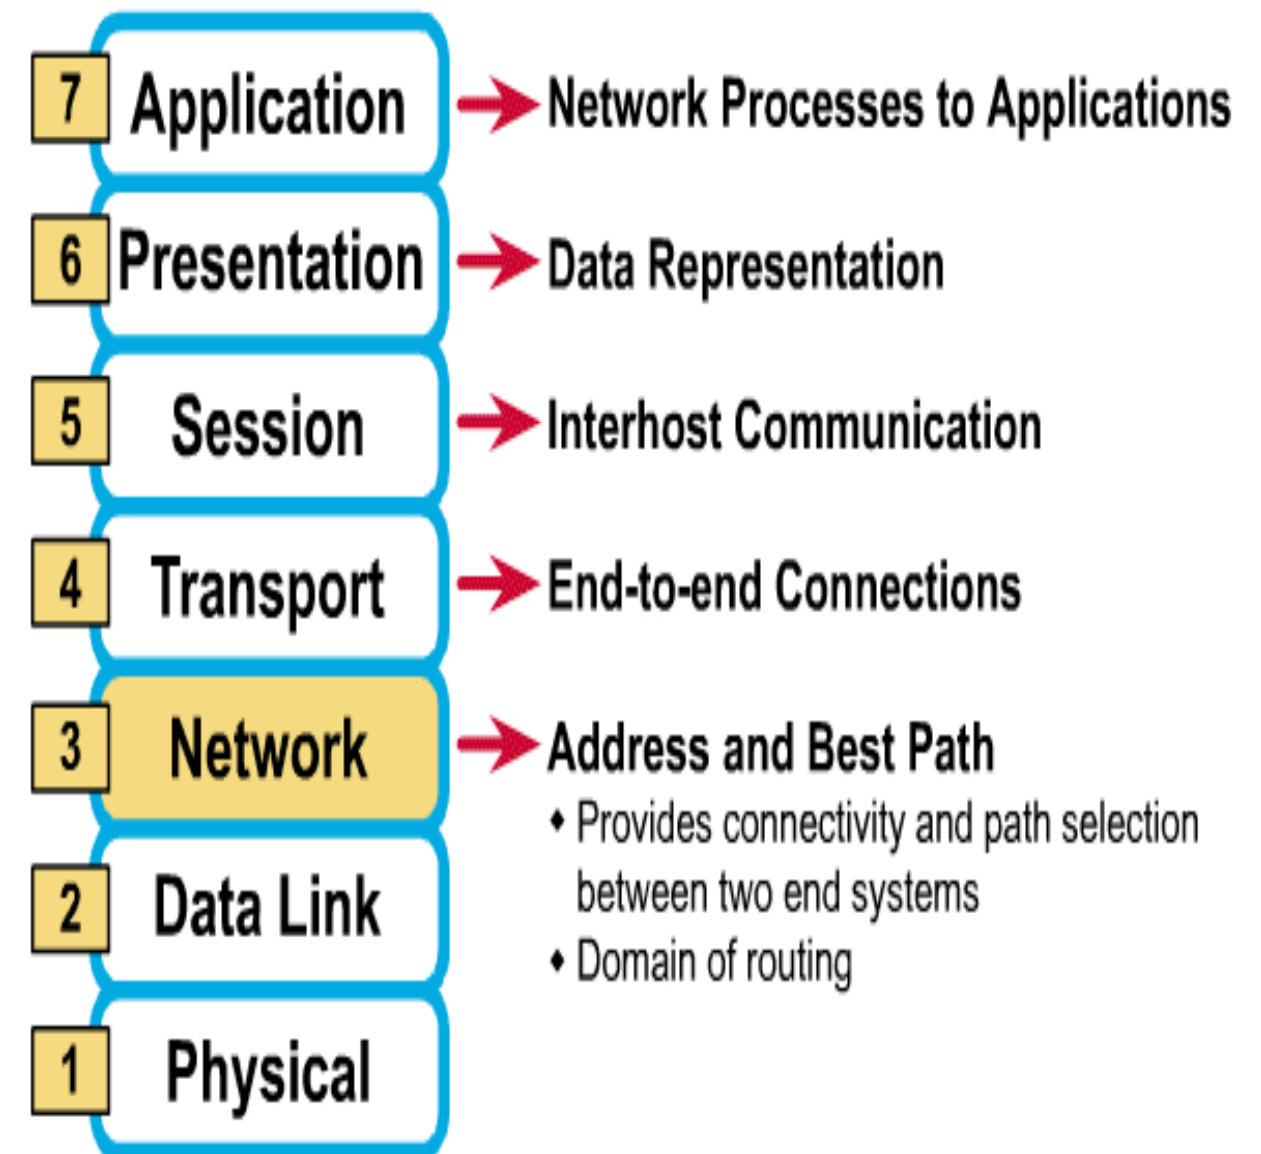 7 Application Network Processes to Applications
6 Presentation Data Representation
5 Session Interhost Communication
4 Transport End-to-end Connections
3 Network Address and Best Path
♦ Provides connectivity and path selection
between two end systems
♦ Domain of routing
2 Data Link
1 Physical